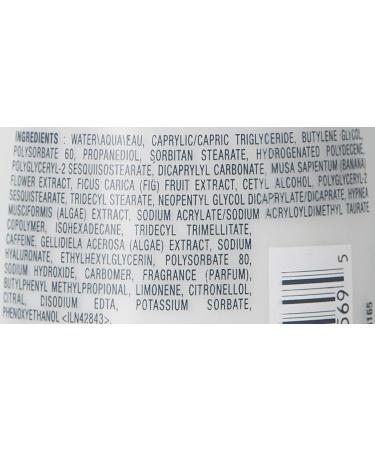 INGREDIENTS : WATER\AQUA\EAU, CAPRYLIC/CAPRIC TRIGLYCERIDE, BUTYLENE GLYCOL,
POLYSORBATE 60, PROPANEDIOL, SORBITAN STEARATE, HYDROGENATED POLYDECENE,
POLYGLYCERYL-2 SESQUIISOSTEARATE, DICAPRYLYL CARBONATE, MUSA SAPIENTUM (BANANA)
FLOWER EXTRACT, FICUS CARICA (FIG) FRUIT EXTRACT, CETYL ALCOHOL, POLYGLYCERYL-2
SESQUISTEARATE, TRIDECYL STEARATE, NEOPENTYL GLYCOL DICAPRYLATE/DICAPRATE, HYPNEA
MUSCIFORMIS (ALGAE) EXTRACT, SODIUM ACRYLATE/SODIUM ACRYLOYLDIMETHYL TAURATE
COPOLYMER, ISOHEXADECANE, TRIDECYL TRIMELLITATE,
CAFFEINE, GELLIDIELA ACEROSA (ALGAE) EXTRACT, SODIUM
HYALURONATE, ETHYLHEXYLGLYCERIN, POLYSORBATE 80,
SODIUM HYDROXIDE, CARBOMER, FRAGRANCE (PARFUM),
BUTYLPHENYL METHYLPROPIONAL, LIMONENE, CITRONELLOL,
CITRAL, DISODIUM EDTA, POTASSIUM SORBATE,
PHENOXYETHANOL <ILN42843>